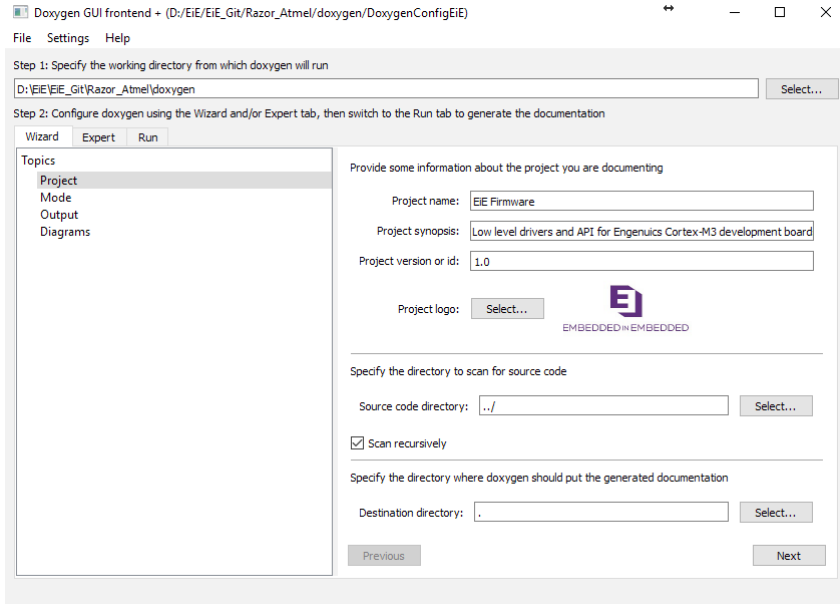 Doxygen GUI frontend + (D:/EiE/EiE_Git/Razor_Atmel/doxygen/DoxygenConfigEiE)
File Settings Help
Step 1: Specify the working directory from which doxygen will run
D:\EiE\EiE_Git\Razor_Atmel\doxygen Select...
Step 2: Configure doxygen using the Wizard and/or Expert tab, then switch to the Run tab to generate the documentation
Wizard Expert Run
Topics
Project
Mode
Output
Diagrams
Provide some information about the project you are documenting
Project name: EiE Firmware
Project synopsis: Low level drivers and API for Engenuics Cortex-M3 development board
Project version or id: 1.0
Project logo: Select...
EMBEDDED IN EMBEDDED
Specify the directory to scan for source code
Source code directory: ../ Select...
Scan recursively
Specify the directory where doxygen should put the generated documentation
Destination directory: . Select...
Previous Next